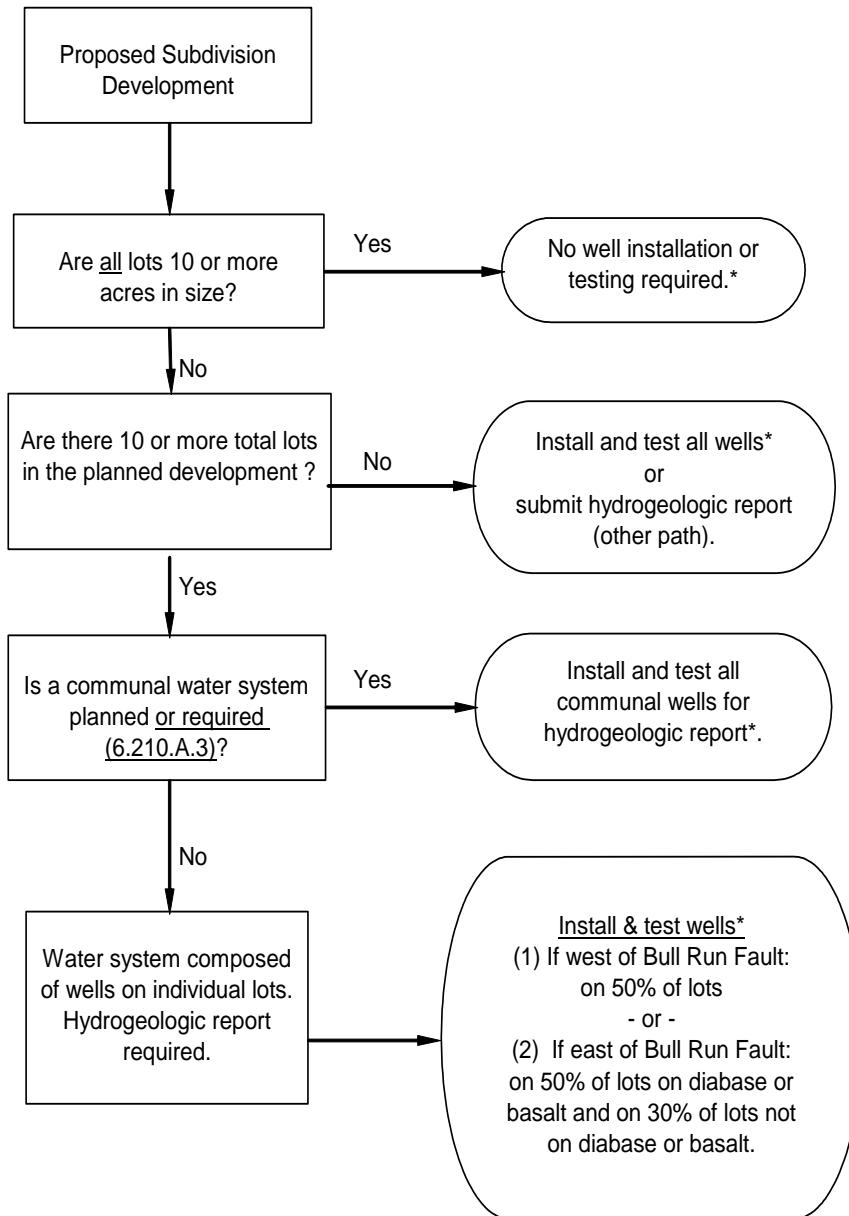 Proposed Subdivision
Development
Are all lots 10 or more
acres in size?
Yes
No well installation or
testing required.*
No
Are there 10 or more total lots
in the planned development ?
No
Install and test all wells*
or
submit hydrogeologic report
(other path).
Yes
Is a communal water system
planned or required
(6.210.A.3)?
Yes
Install and test all
communal wells for
hydrogeologic report*.
No
Water system composed
of wells on individual lots.
Hydrogeologic report
required.
Install & test wells*
(1) If west of Bull Run Fault:
on 50% of lots
- or -
(2) If east of Bull Run Fault:
on 50% of lots on diabase or
basalt and on 30% of lots not
on diabase or basalt.